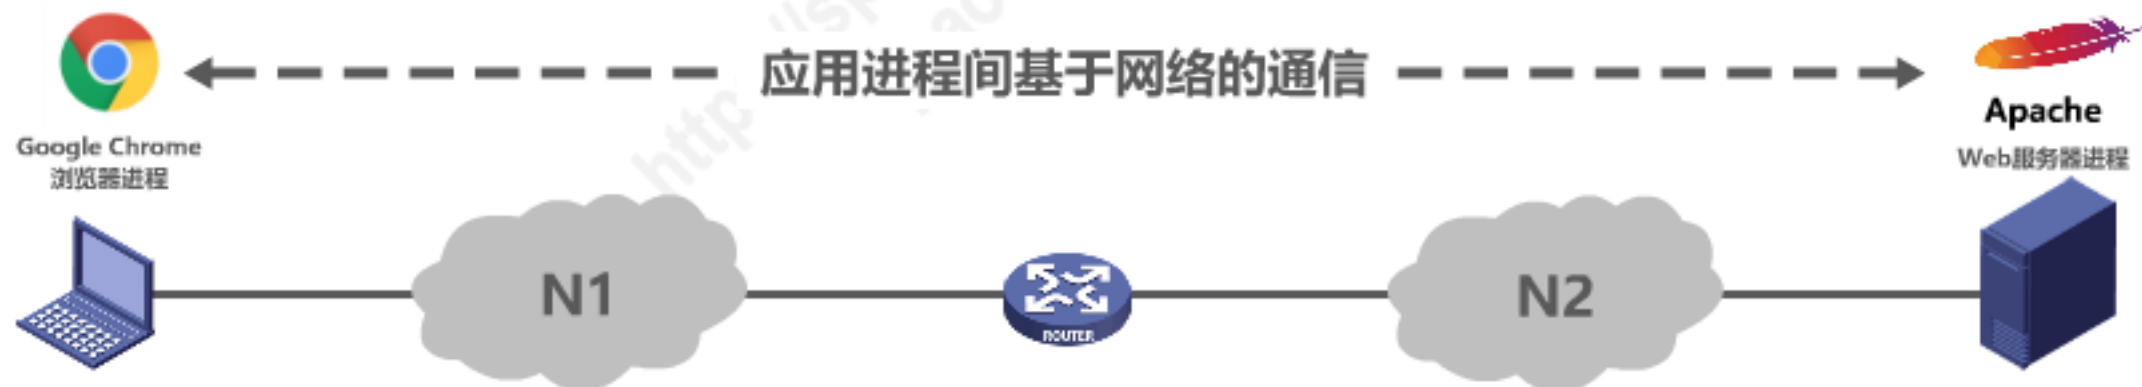 应用进程间基于网络的通信
Google Chrome
浏览器进程
Apache
Web服务器进程
N1
ROUTER
N2
http